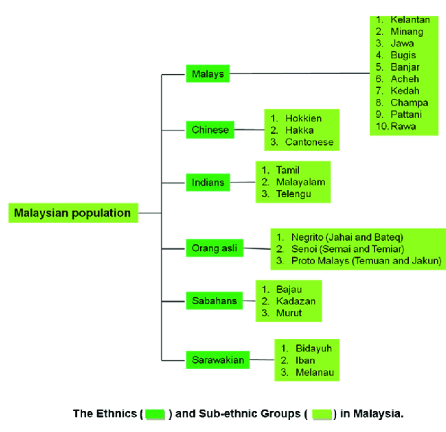 1. Kelantan
2. Minang
3. Jawa
4. Bugis
5. Banjar
6. Acheh
7. Kedah
8. Champa
9. Pattani
10. Rawa
Malays
Chinese
1. Hokkien
2. Hakka
3. Cantonese
Indians
1. Tamil
2. Malayalam
3. Telengu
Malaysian population
Orang asli
1. Negrito (Jahai and Bateq)
2. Senoi (Semai and Temiar)
3. Proto Malays (Temuan and Jakun)
Sabahans
1. Bajau
2. Kadazan
3. Murut
Sarawakian
1. Bidayuh
2. Iban
3. Melanau
The Ethnics ( ) and Sub-ethnic Groups ( ) in Malaysia.